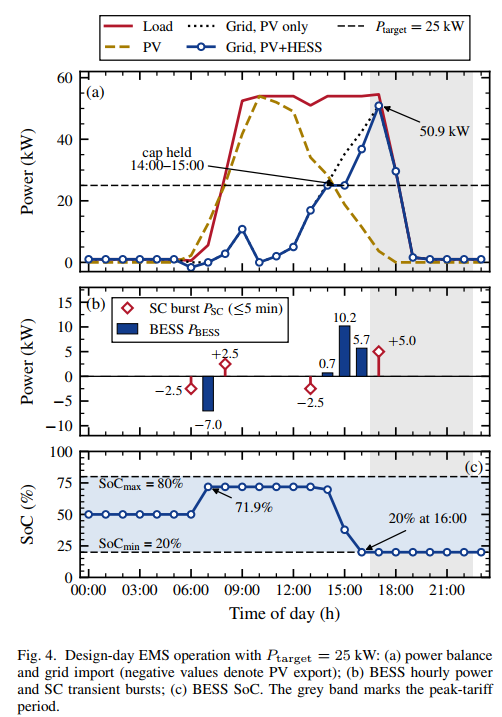 Load
Grid, PV only
P_target = 25 kW
PV
Grid, PV+HESS
60
(a)
50.9 kW
cap held
14:00–15:00
40
20
0
Power (kW)
(b)
SC burst P_SC (≤5 min)
BESS P_BESS
15
10
5
0
−5
−10
Power (kW)
−2.5
−7.0
+2.5
−2.5
0.7
10.2
5.7
+5.0
100
75
50
25
0
SoC (%)
(c)
SoC_max = 80%
71.9%
20% at 16:00
SoC_min = 20%
00:00 03:00 06:00 09:00 12:00 15:00 18:00 21:00
Time of day (h)
Fig. 4. Design-day EMS operation with P_target = 25 kW: (a) power balance
and grid import (negative values denote PV export); (b) BESS hourly power
and SC transient bursts; (c) BESS SoC. The grey band marks the peak-tariff
period.